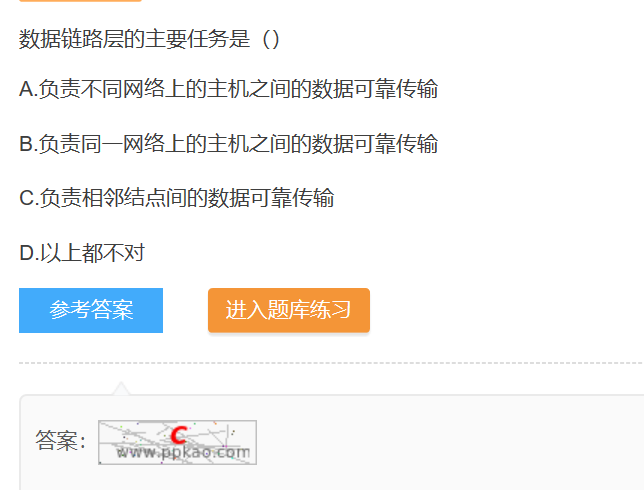 数据链路层的主要任务是（）
A.负责不同网络上的主机之间的数据可靠传输
B.负责同一网络上的主机之间的数据可靠传输
C.负责相邻结点间的数据可靠传输
D.以上都不对
参考答案 进入题库练习
答案： C
www.ppkao.com